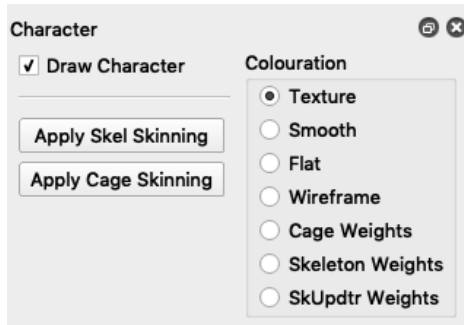 Character
Draw Character
Apply Skel Skinning
Apply Cage Skinning
Colouration
Texture
Smooth
Flat
Wireframe
Cage Weights
Skeleton Weights
SkUpdtr Weights